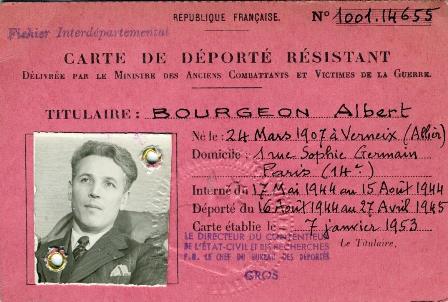 REPUBLIQUE FRANÇAISE.
N° 1001.14655
Fichier Interdépartemental
CARTE DE DÉPORTÉ RÉSISTANT
DÉLIVRÉE PAR LE MINISTRE DES ANCIENS COMBATTANTS ET VICTIMES DE LA GUERRE.
TITULAIRE : BOURGEON Albert
Né le : 24 Mars 1907 à Verneix (Allier)
Domicile : 1 rue Sophie Germain
Paris (14e)
Interné du 17 Mai 1944 au 15 Août 1944
Déporté du 16 Août 1944 au 27 Avril 1945
Carte établie le : 7 janvier 1953
Le Titulaire,
LE DIRECTEUR DU CONTENTIEUX
DE L'ÉTAT-CIVIL ET DES RECHERCHES
P.O. LE CHEF DU BUREAU DES DÉPORTÉS
GROS